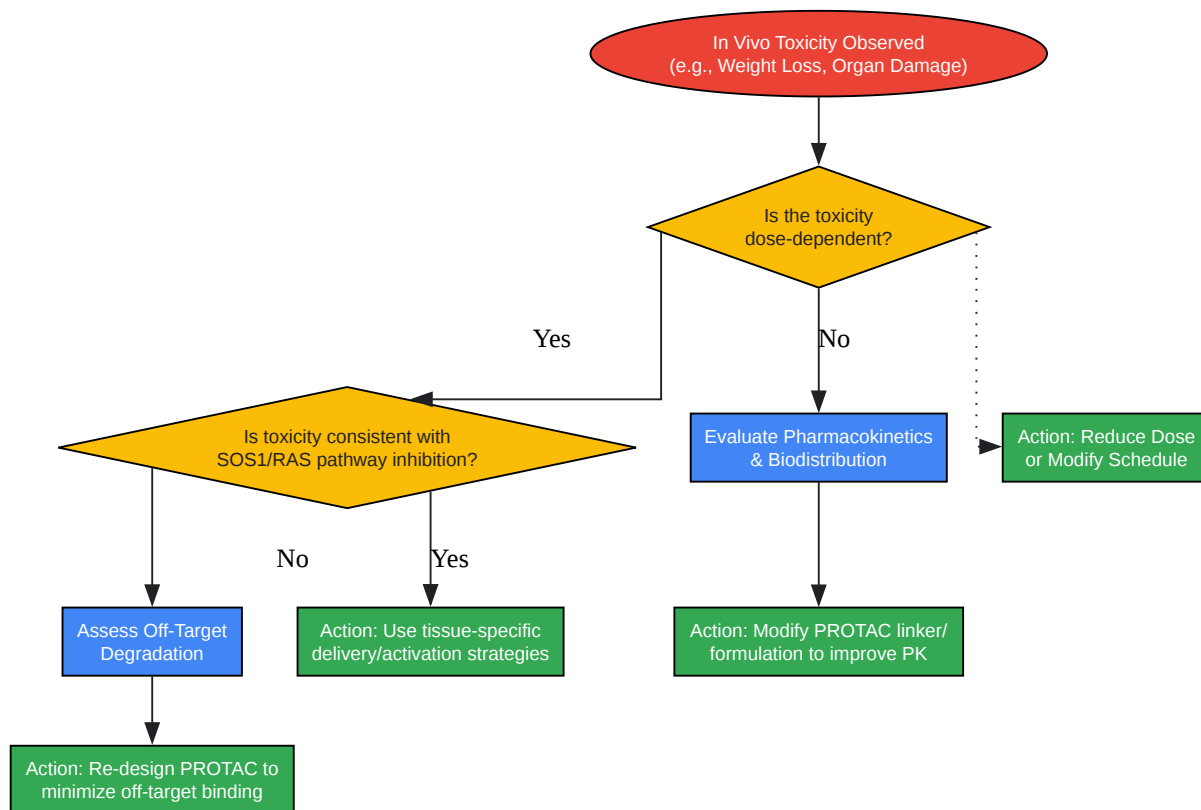 In Vivo Toxicity Observed
(e.g., Weight Loss, Organ Damage)
Is the toxicity
dose-dependent?
Yes
No
Is toxicity consistent with
SOS1/RAS pathway inhibition?
Evaluate Pharmacokinetics
& Biodistribution
Action: Reduce Dose
or Modify Schedule
No
Yes
Assess Off-Target
Degradation
Action: Use tissue-specific
delivery/activation strategies
Action: Modify PROTAC linker/
formulation to improve PK
Action: Re-design PROTAC to
minimize off-target binding